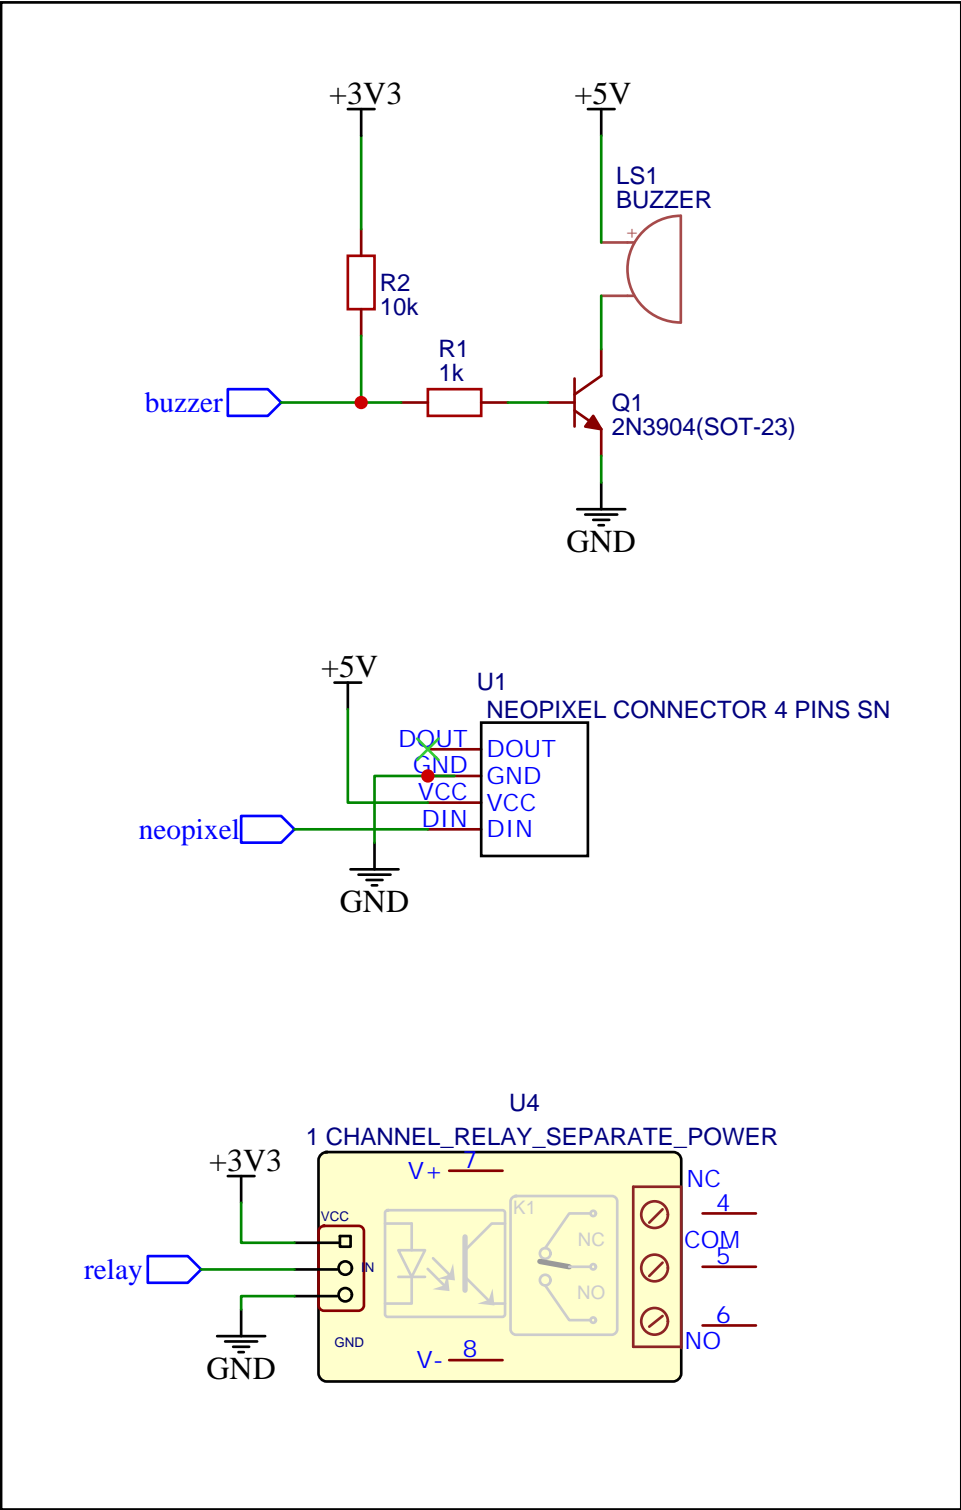 +3V3
+5V
LS1
BUZZER
+
R2
10k
R1
1k
buzzer
Q1
2N3904(SOT-23)
GND
+5V
U1
NEOPIXEL CONNECTOR 4 PINS SN
DOUT
DOUT
GND
GND
VCC
VCC
DIN
DIN
neopixel
GND
U4
1 CHANNEL_RELAY_SEPARATE_POWER
+3V3
V+
7
NC
4
K1
VCC
NC
COM
5
relay
IN
NO
6
NO
GND
GND
V-
8